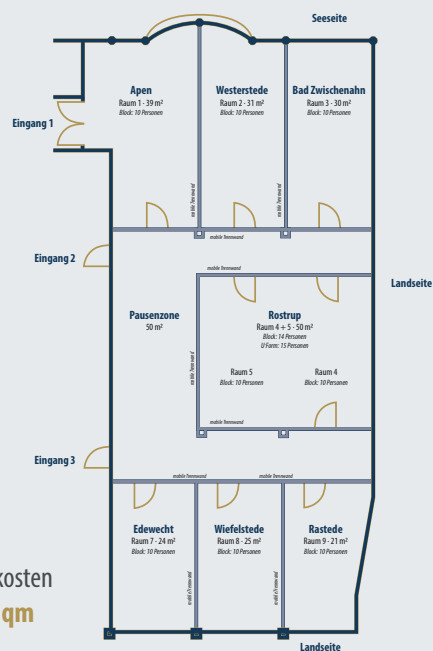 Seeseite
Apen
Raum 1 · 39 m²
Block: 10 Personen
Westerstede
Raum 2 · 31 m²
Block: 10 Personen
Bad Zwischenahn
Raum 3 · 30 m²
Block: 10 Personen
Eingang 1
mobile Trennwand
mobile Trennwand
mobile Trennwand
Eingang 2
mobile Trennwand
Landseite
Pausenzone
50 m²
Rostrup
Raum 4 + 5 · 50 m²
Block: 14 Personen
U Form: 15 Personen
mobile Trennwand
Raum 5
Block: 10 Personen
Raum 4
Block: 10 Personen
mobile Trennwand
Eingang 3
mobile Trennwand
mobile Trennwand
Edewecht
Raum 7 · 24 m²
Block: 10 Personen
Wiefelstede
Raum 8 · 25 m²
Block: 10 Personen
Rastede
Raum 9 · 21 m²
Block: 10 Personen
mobile Trennwand
mobile Trennwand
kosten
qm
Landseite